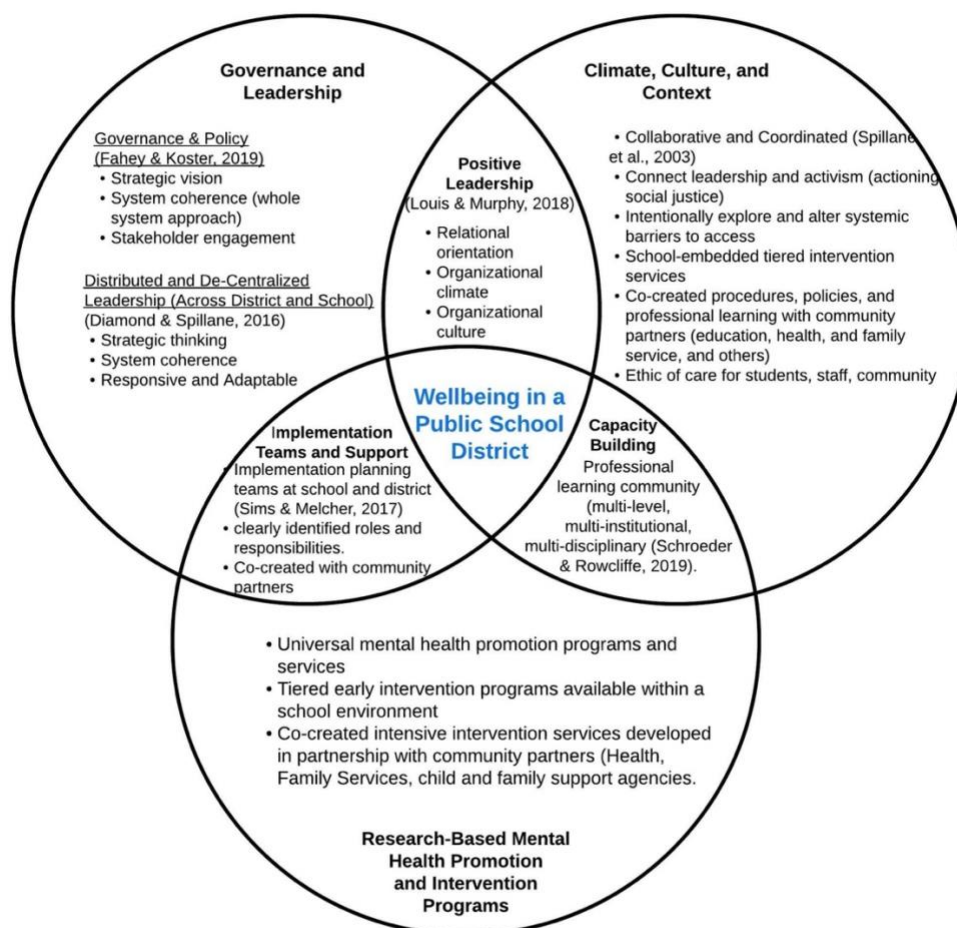 Governance and
Leadership
Governance & Policy
(Fahey & Koster, 2019)
• Strategic vision
• System coherence (whole
system approach)
• Stakeholder engagement
Distributed and De-Centralized
Leadership (Across District and School)
(Diamond & Spillane, 2016)
• Strategic thinking
• System coherence
• Responsive and Adaptable
Positive
Leadership
(Louis & Murphy, 2018)
• Relational
orientation
• Organizational
climate
• Organizational
culture
Climate, Culture, and
Context
• Collaborative and Coordinated (Spillane
et al., 2003)
• Connect leadership and activism (actioning
social justice)
• Intentionally explore and alter systemic
barriers to access
• School-embedded tiered intervention
services
• Co-created procedures, policies, and
professional learning with community
partners (education, health, and family
service, and others)
• Ethic of care for students, staff, community
Wellbeing in a
Public School
District
Implementation
Teams and Support
• Implementation planning
teams at school and district
(Sims & Melcher, 2017)
• clearly identified roles and
responsibilities.
• Co-created with community
partners
Capacity
Building
Professional
learning community
(multi-level,
multi-institutional,
multi-disciplinary (Schroeder
& Rowcliffe, 2019).
• Universal mental health promotion programs and
services
• Tiered early intervention programs available within a
school environment
• Co-created intensive intervention services developed
in partnership with community partners (Health,
Family Services, child and family support agencies.
Research-Based Mental
Health Promotion
and Intervention
Programs